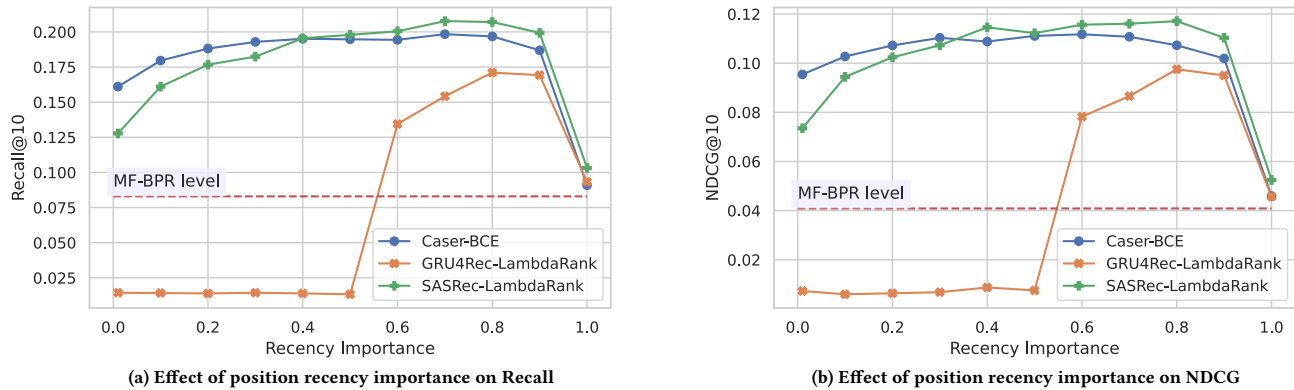 0.200
0.175
0.150
0.125
0.100
0.075
0.050
0.025
Recall@10
MF-BPR level
Caser-BCE
GRU4Rec-LambdaRank
SASRec-LambdaRank
0.0 0.2 0.4 0.6 0.8 1.0
Recency Importance
(a) Effect of position recency importance on Recall
0.12
0.10
0.08
0.06
0.04
0.02
NDCG@10
MF-BPR level
Caser-BCE
GRU4Rec-LambdaRank
SASRec-LambdaRank
0.0 0.2 0.4 0.6 0.8 1.0
Recency Importance
(b) Effect of position recency importance on NDCG